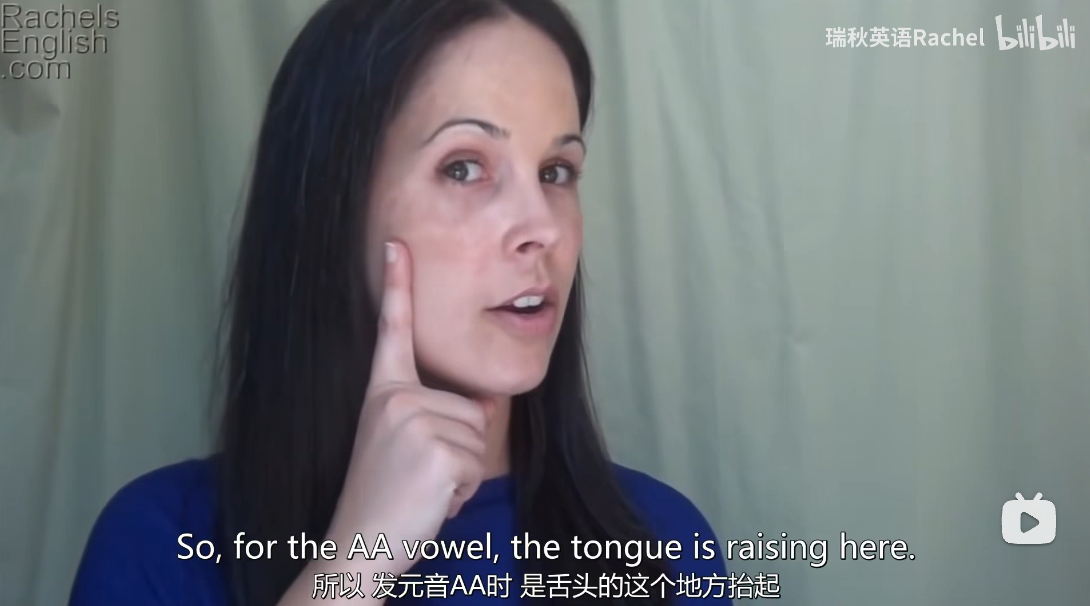 Rachels
English
.com
瑞秋英语Rachel bilibili
So, for the AA vowel, the tongue is raising here.
所以 发元音AA时 是舌头的这个地方抬起